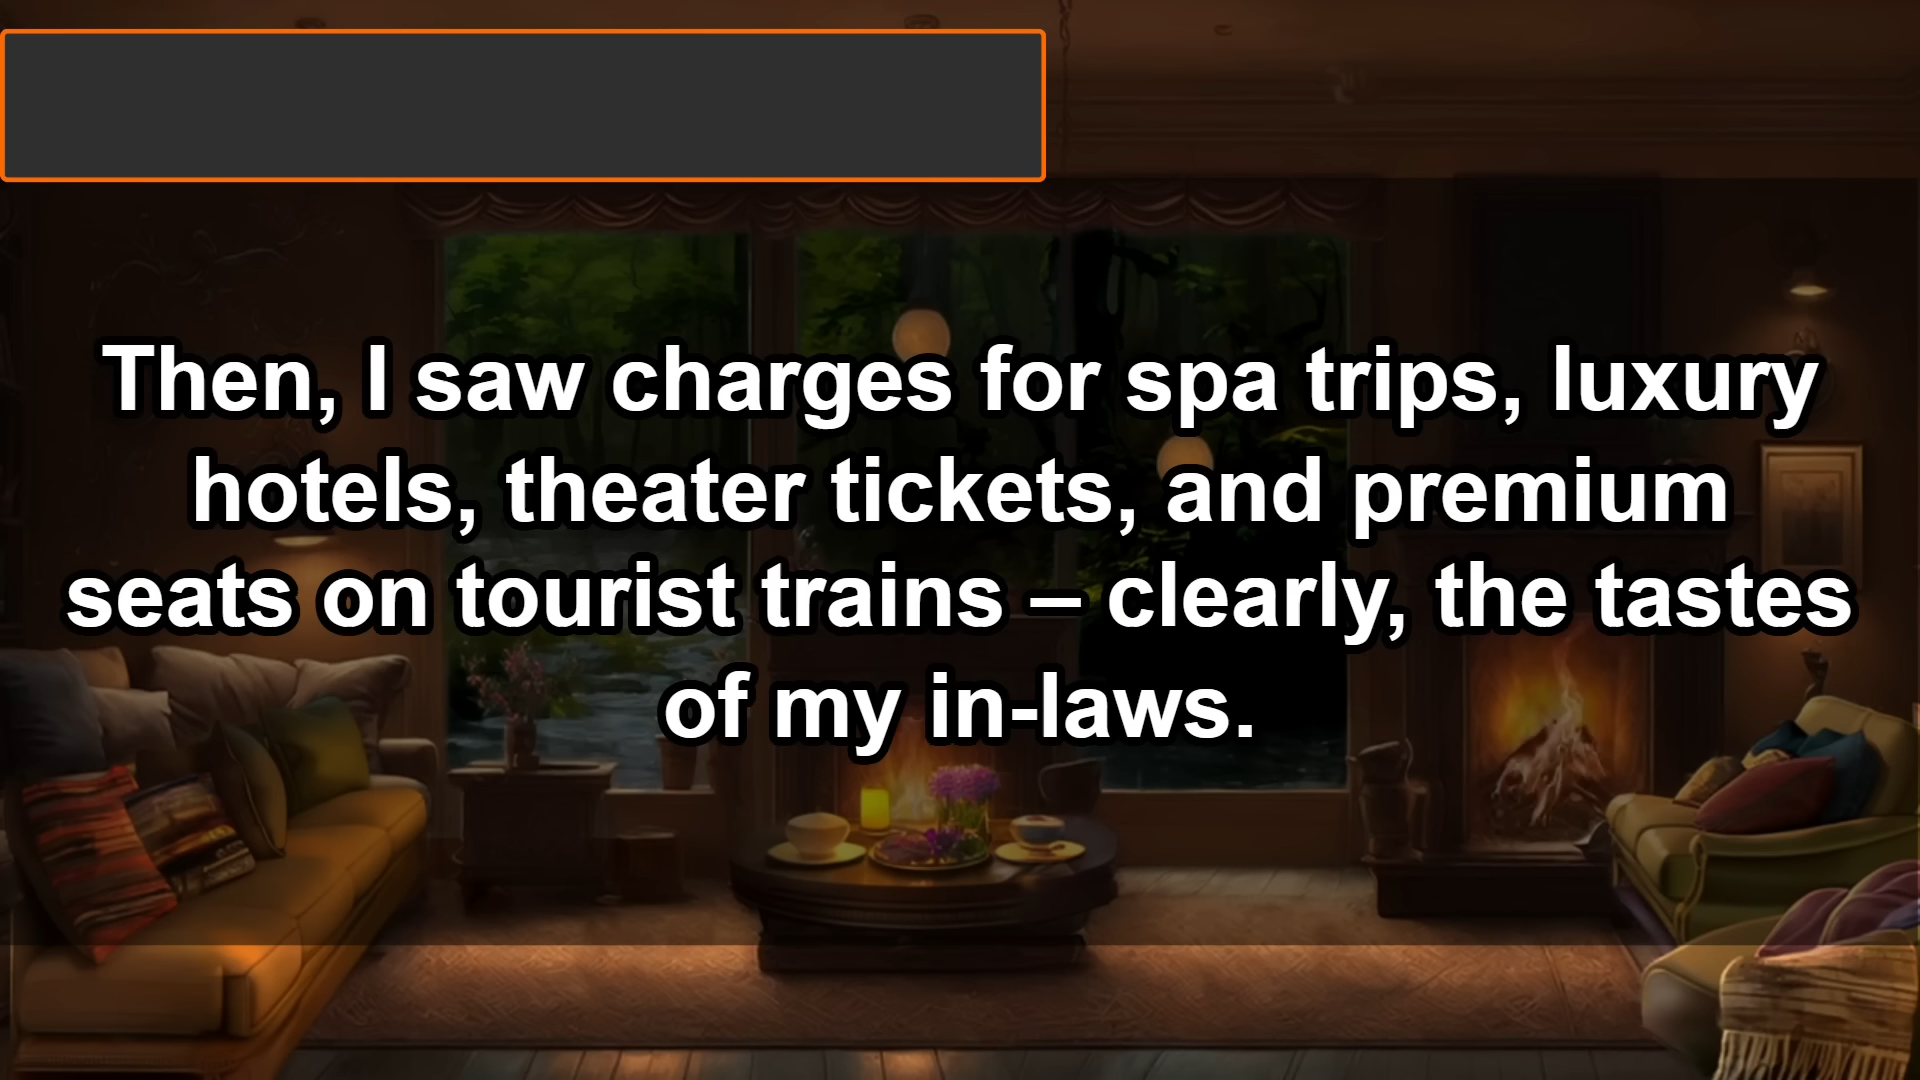 Then, I saw charges for spa trips, luxury
hotels, theater tickets, and premium
seats on tourist trains – clearly, the tastes
of my in-laws.